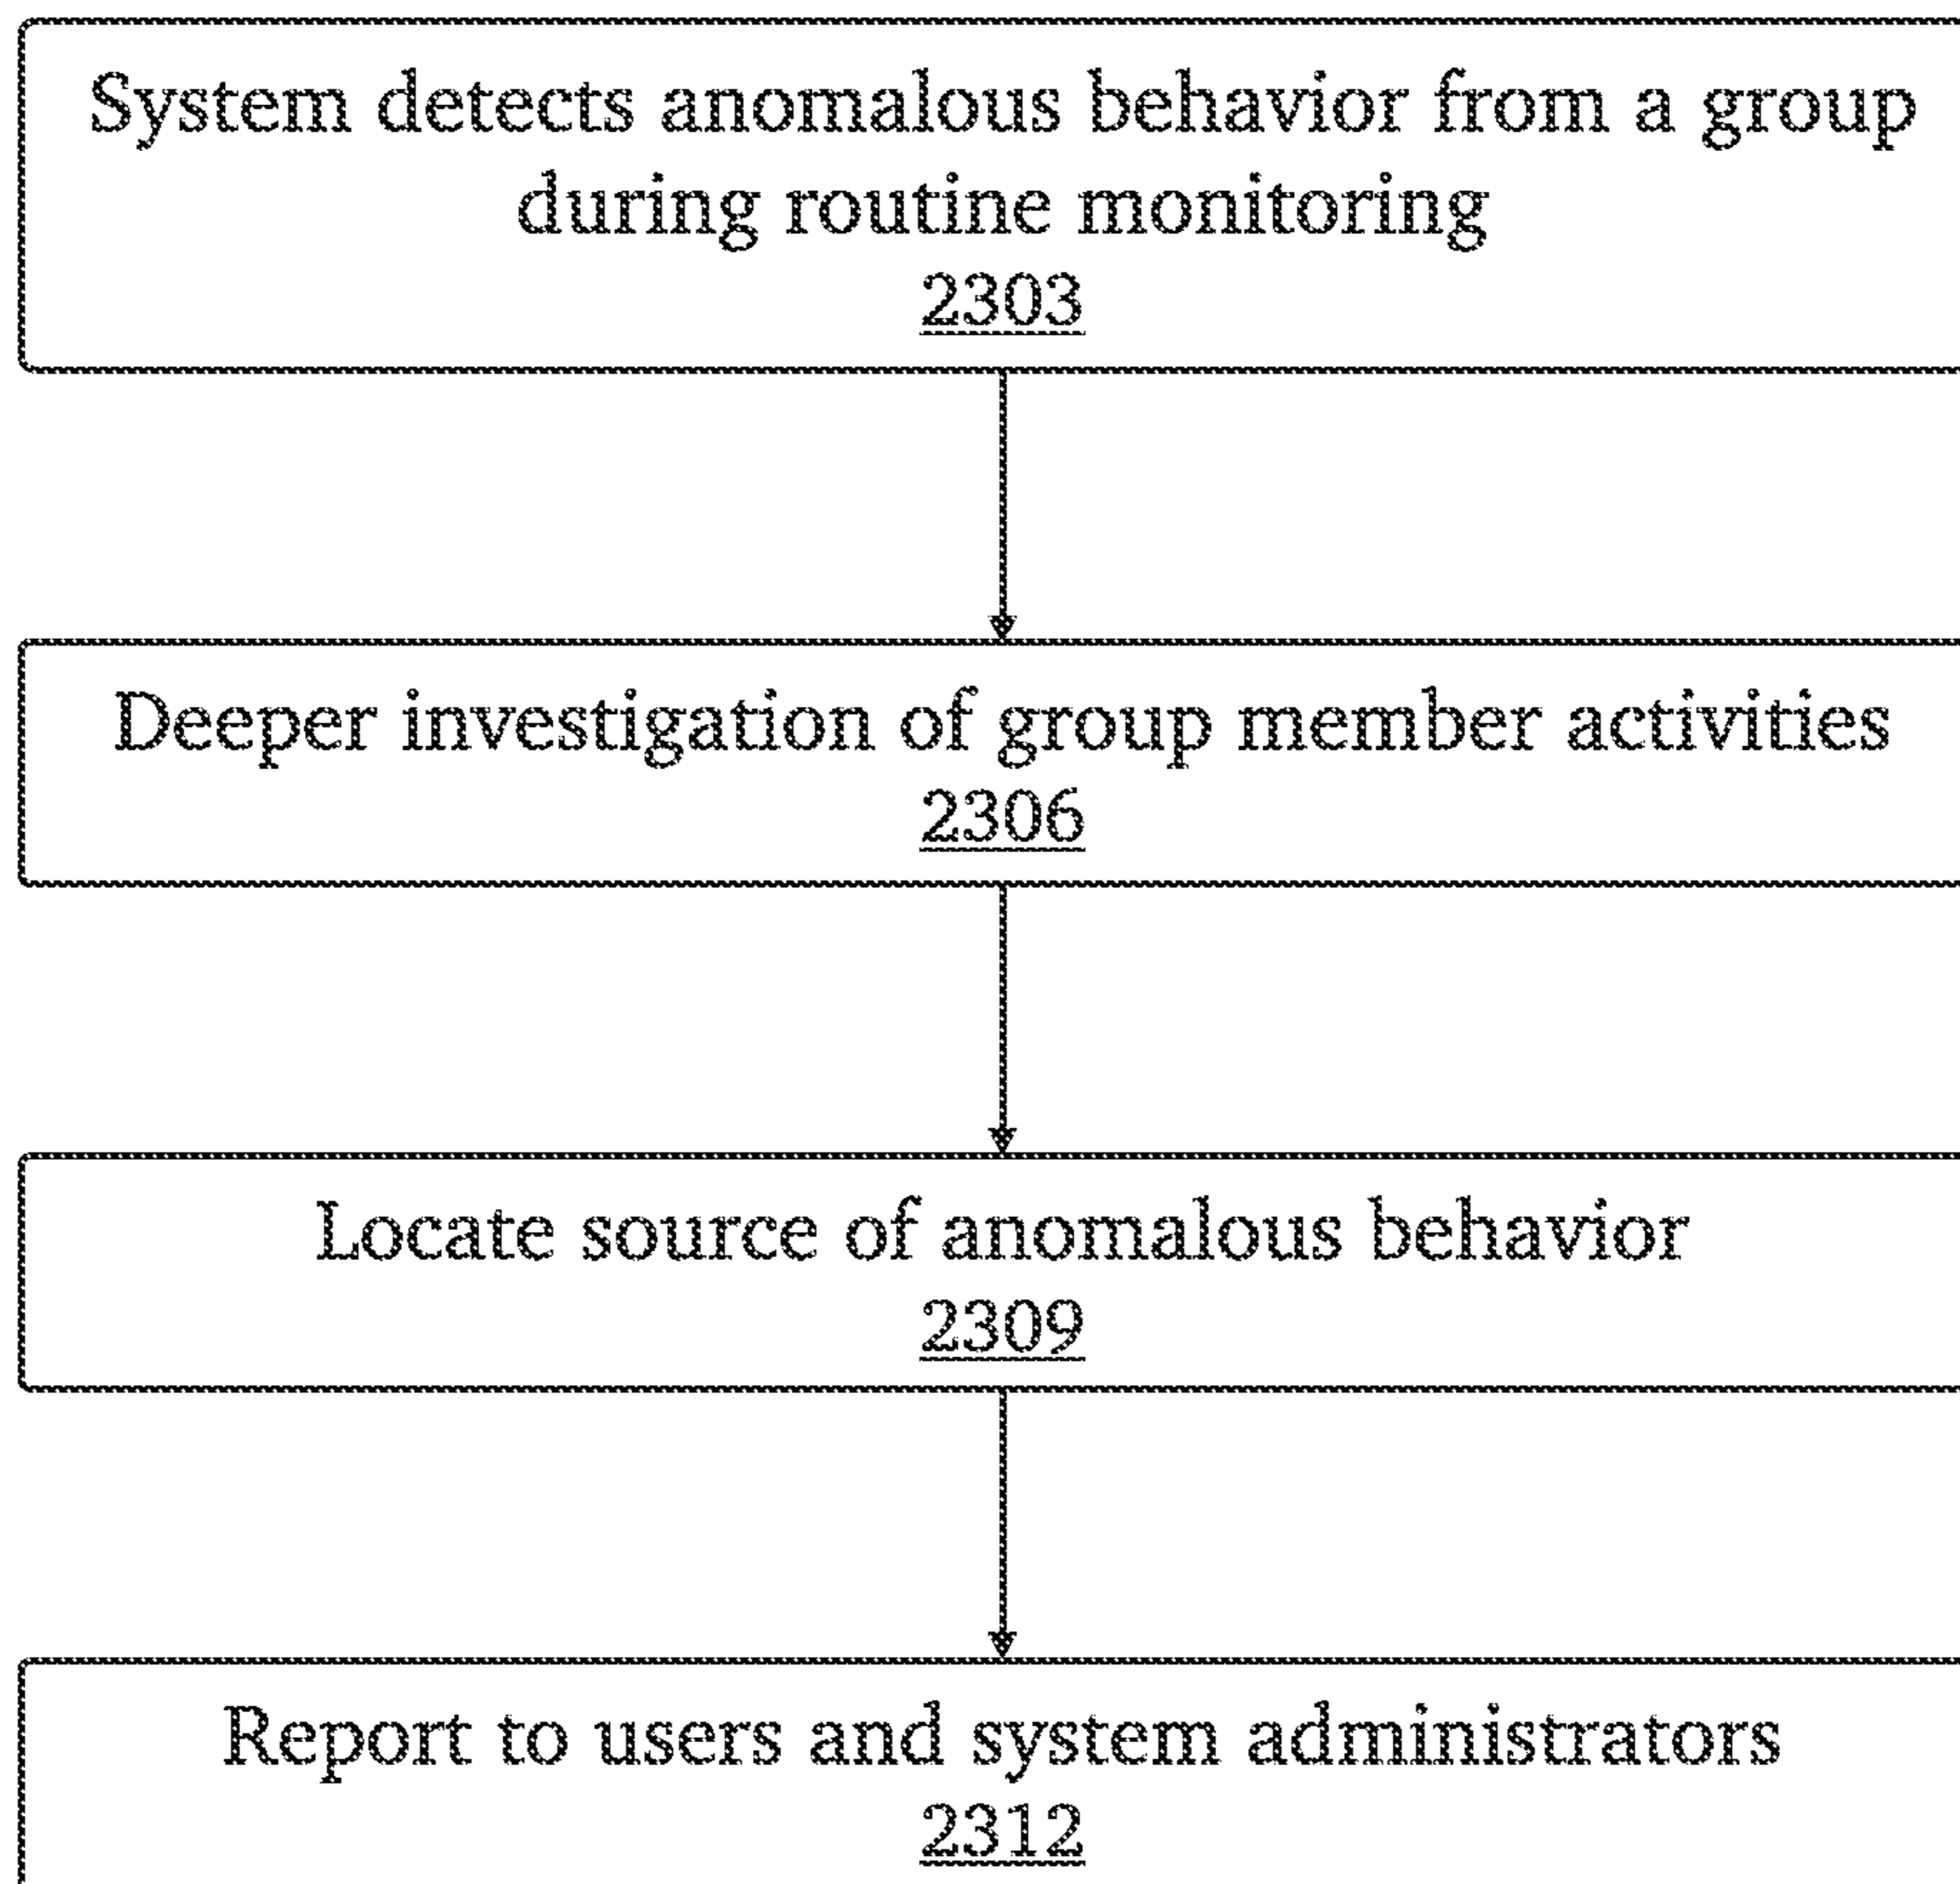 System detects anomalous behavior from a group
during routine monitoring
2303
Deeper investigation of group member activities
2306
Locate source of anomalous behavior
2309
Report to users and system administrators
2312